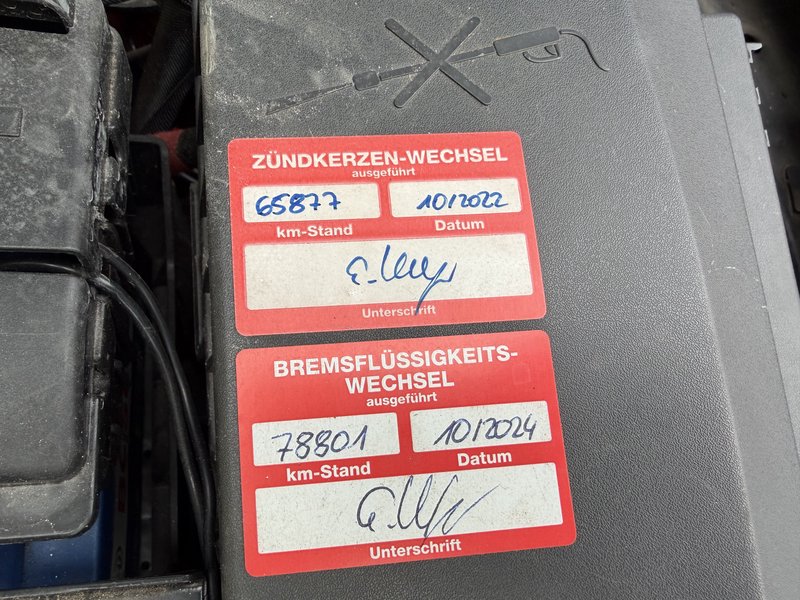 ZÜNDKERZEN-WECHSEL
ausgeführt
65877 10/2022
km-Stand Datum
Unterschrift
BREMSFLÜSSIGKEITS-
WECHSEL
ausgeführt
78801 10/2024
km-Stand Datum
Unterschrift